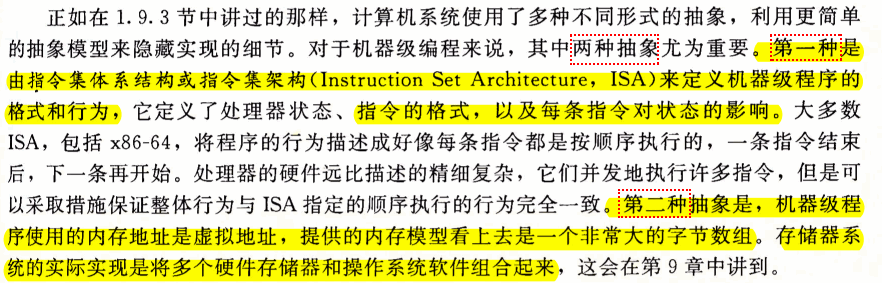 正如在 1.9.3 节中讲过的那样，计算机系统使用了多种不同形式的抽象，利用更简单
的抽象模型来隐藏实现的细节。对于机器级编程来说，其中两种抽象尤为重要。第一种是
由指令集体系结构或指令集架构(Instruction Set Architecture，ISA)来定义机器级程序的
格式和行为，它定义了处理器状态、指令的格式，以及每条指令对状态的影响。大多数
ISA，包括 x86-64，将程序的行为描述成好像每条指令都是按顺序执行的，一条指令结束
后，下一条再开始。处理器的硬件远比描述的精细复杂，它们并发地执行许多指令，但是可
以采取措施保证整体行为与 ISA 指定的顺序执行的行为完全一致。第二种抽象是，机器级程
序使用的内存地址是虚拟地址，提供的内存模型看上去是一个非常大的字节数组。存储器系
统的实际实现是将多个硬件存储器和操作系统软件组合起来，这会在第 9 章中讲到。